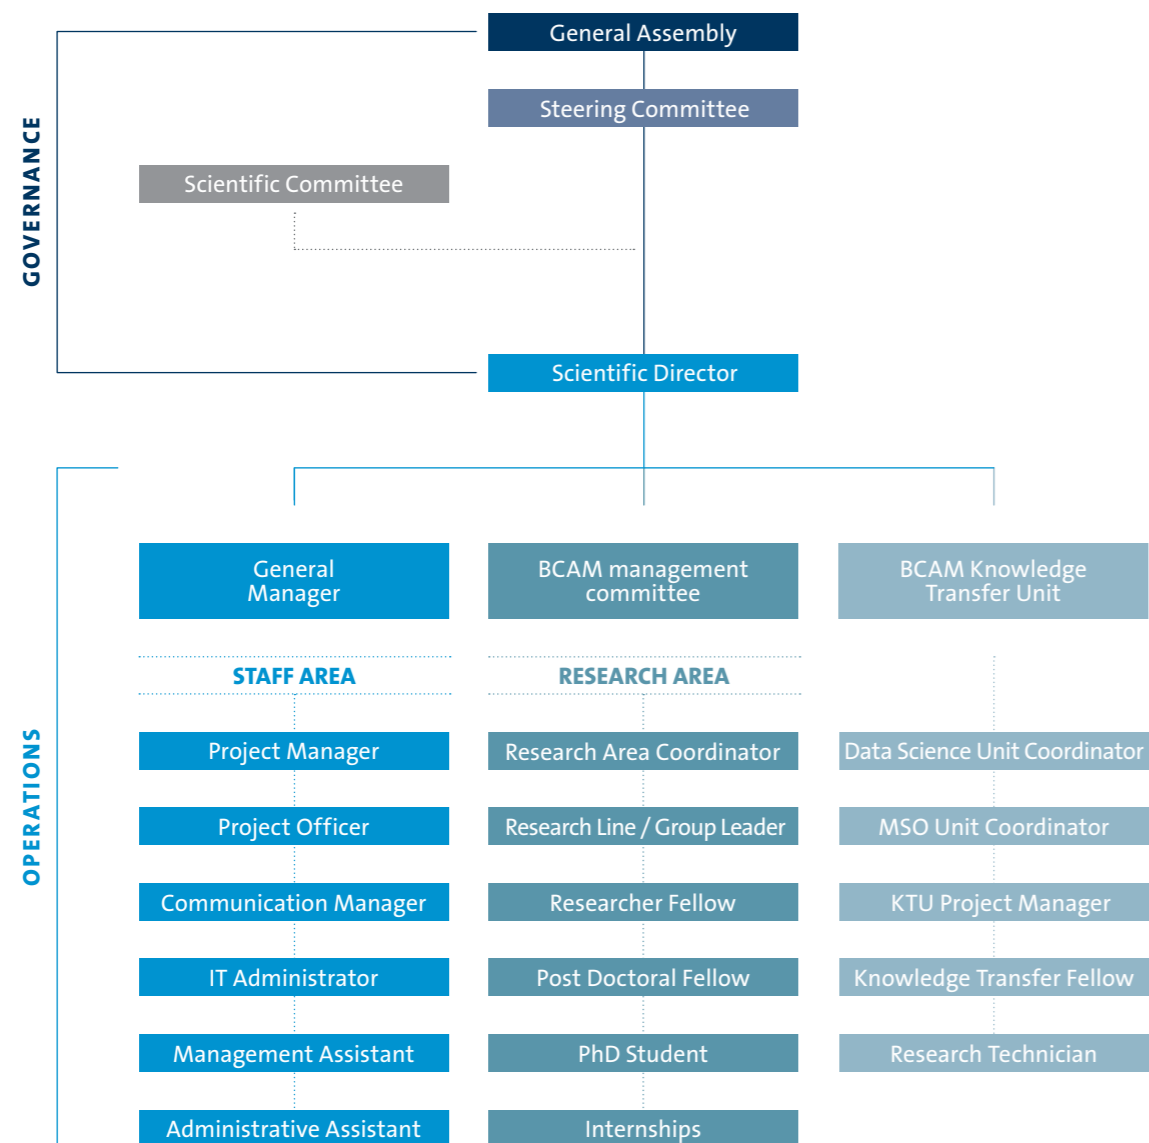 General Assembly
Steering Committee
GOVERNANCE
Scientific Committee
Scientific Director
OPERATIONS
General
Manager
STAFF AREA
Project Manager
Project Officer
Communication Manager
IT Administrator
Management Assistant
Administrative Assistant
BCAM management
committee
RESEARCH AREA
Research Area Coordinator
Research Line / Group Leader
Researcher Fellow
Post Doctoral Fellow
PhD Student
Internships
BCAM Knowledge
Transfer Unit
Data Science Unit Coordinator
MSO Unit Coordinator
KTU Project Manager
Knowledge Transfer Fellow
Research Technician